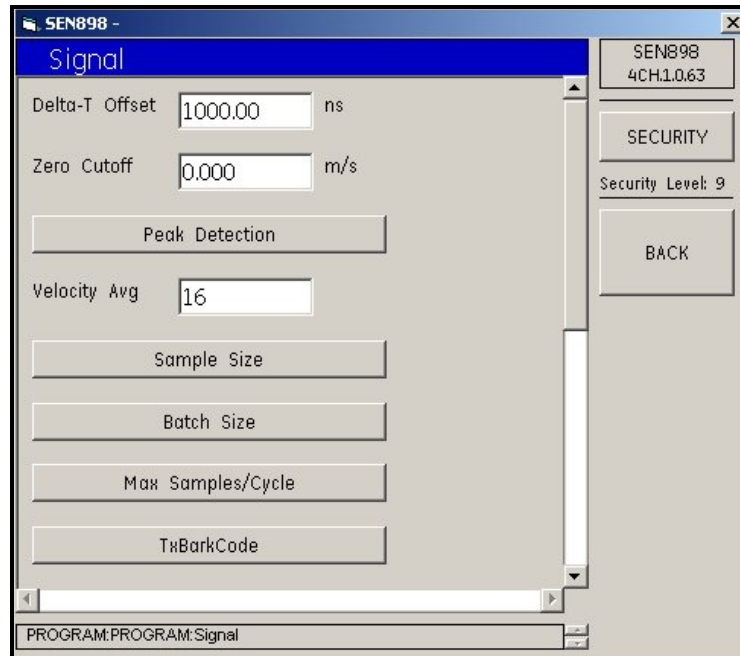 SEN898 -
Signal
SEN898
4CH.1.0.63
Delta-T Offset 1000.00 ns
SECURITY
Zero Cutoff 0.000 m/s
Security Level: 9
Peak Detection
BACK
Velocity Avg 16
Sample Size
Batch Size
Max Samples/Cycle
TxBarkCode
PROGRAM:PROGRAM:Signal